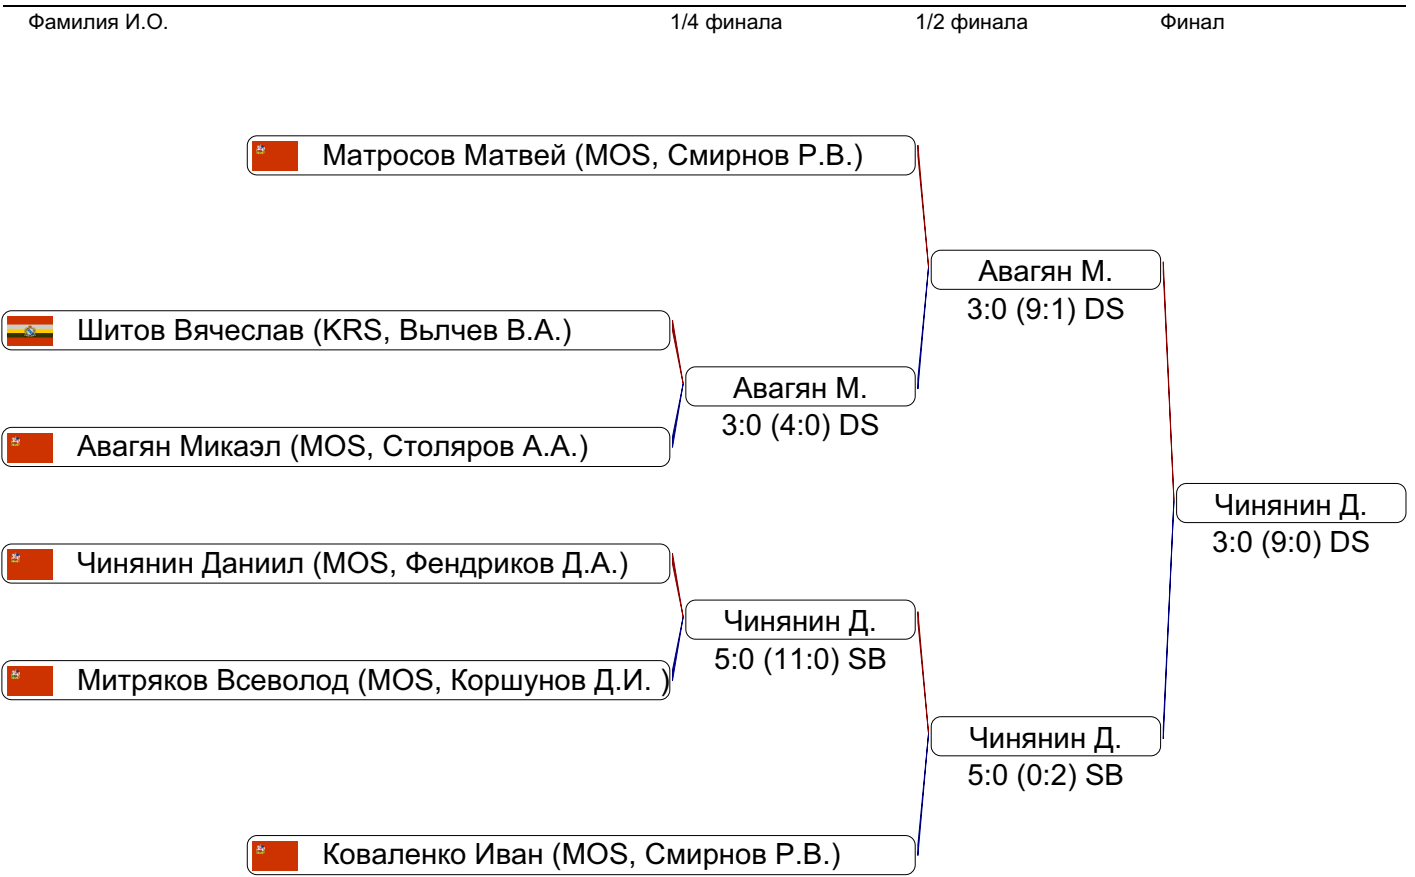 Фамилия И.О. 1/4 финала 1/2 финала Финал
Матросов Матвей (MOS, Смирнов Р.В.)
Авагян М.
3:0 (9:1) DS
Шитов Вячеслав (KRS, Вьлчев В.А.)
Авагян М.
3:0 (4:0) DS
Авагян Микаэл (MOS, Столяров А.А.)
Чинянин Д.
3:0 (9:0) DS
Чинянин Даниил (MOS, Фендриков Д.А.)
Чинянин Д.
5:0 (11:0) SB
Митряков Всеволод (MOS, Коршунов Д.И. )
Чинянин Д.
5:0 (0:2) SB
Коваленко Иван (MOS, Смирнов Р.В.)